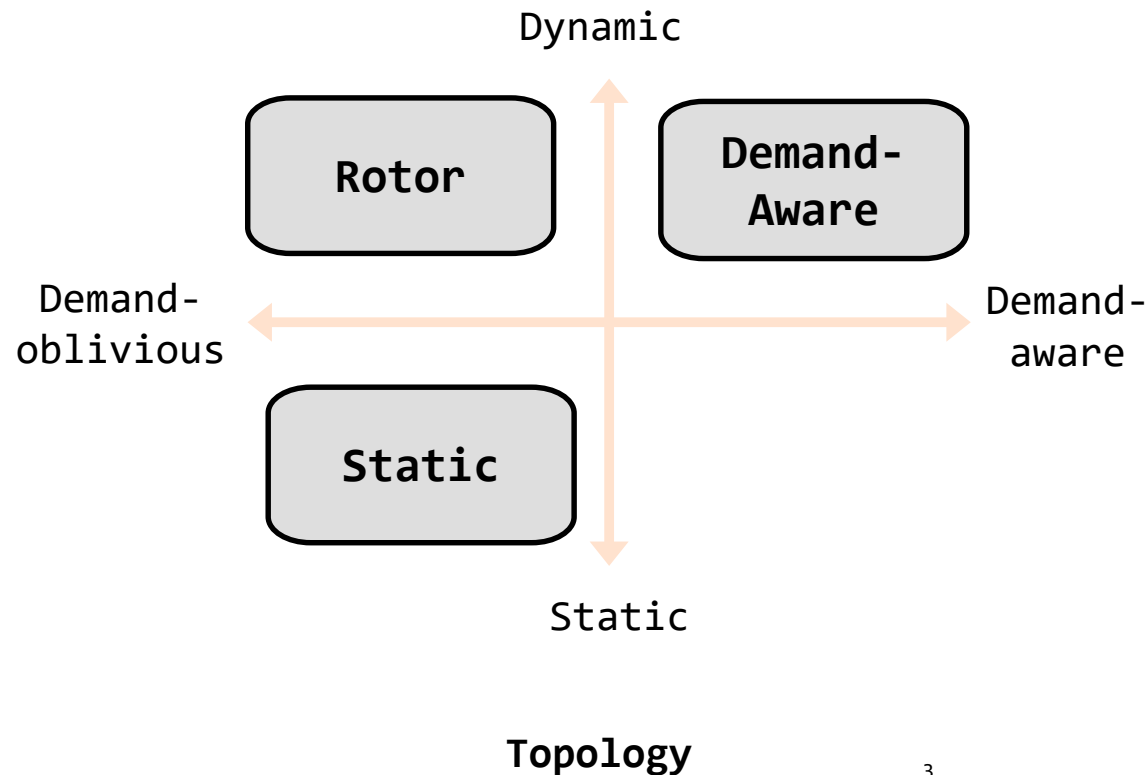 Dynamic
Rotor
Demand-
Aware
Demand-
oblivious
Demand-
aware
Static
Static
Topology
3